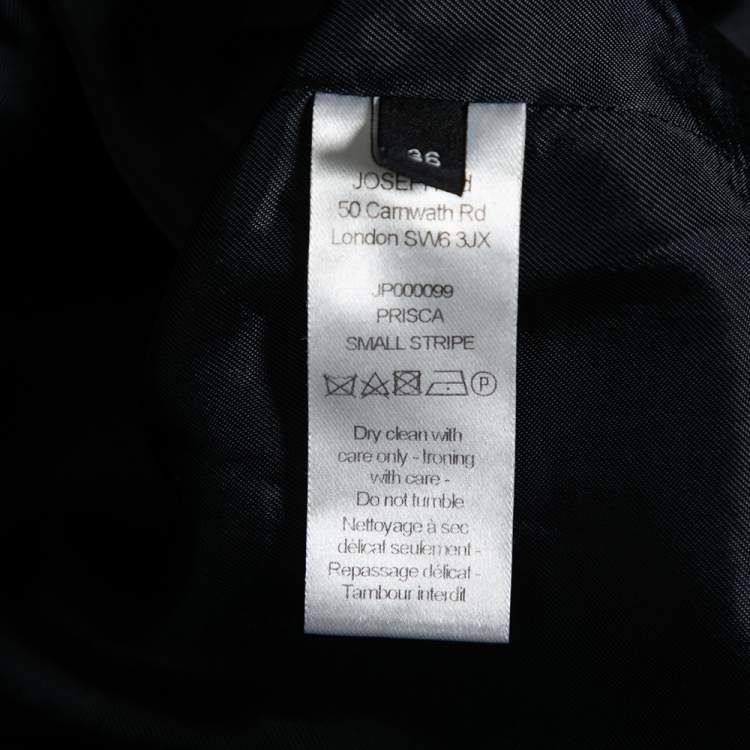 36
50 Carnwath Rd
London SW6 3JX
JP000099
PRISCA
SMALL STRIPE
P
Dry clean with
care only - Ironing
with care -
Do not tumble
Nettoyage à sec
délicat seulement -
Repassage délicat -
Tambour interdit